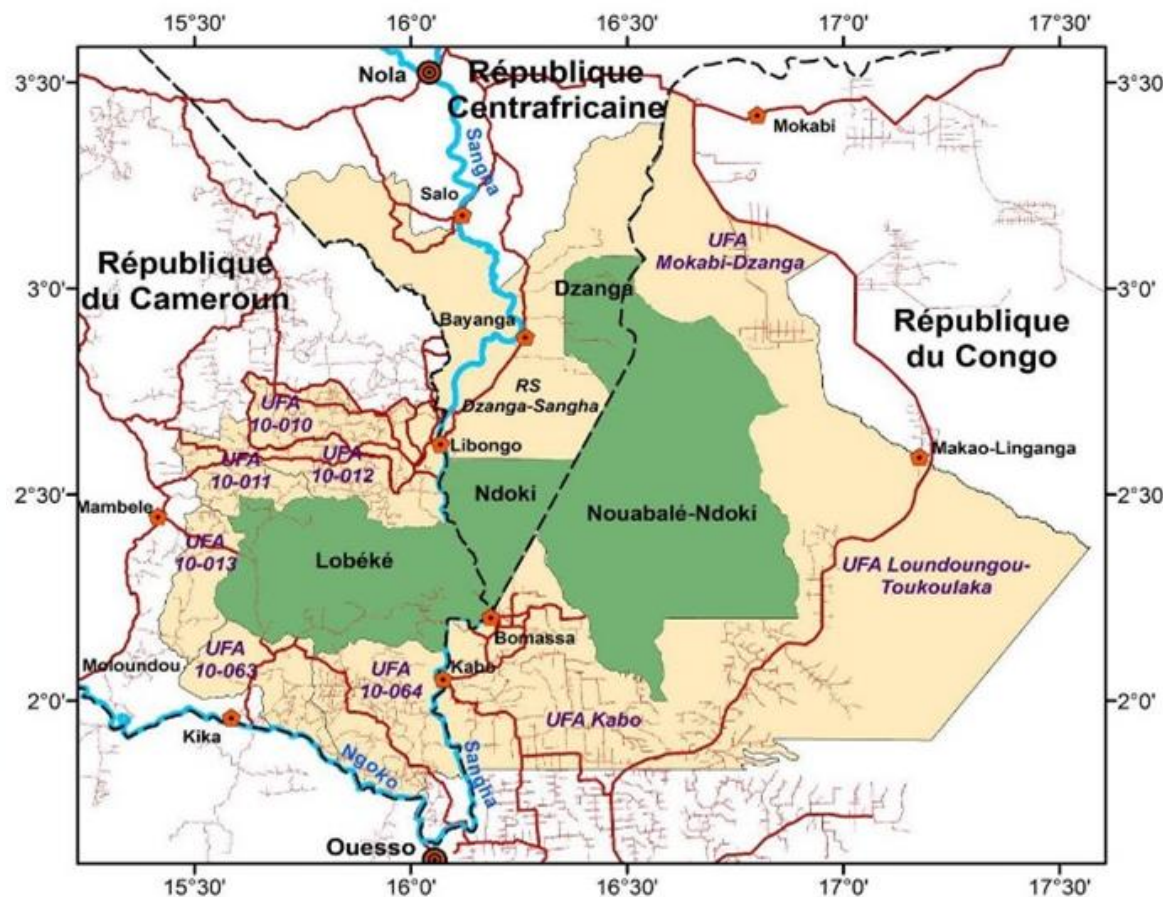 15°30' 16°0' 16°30' 17°0' 17°30'
3°30' 3°30'
Nola
République
Centrafricaine
Mokabi
Sangha
Salo
UFA
Mokabi-Dzanga
République
du Cameroun
3°0' 3°0'
Dzanga
Bayanga
République
du Congo
RS
Dzanga-Sangha
UFA
10-010
Libongo
Makao-Linganga
UFA
10-011
UFA
10-012
2°30' 2°30'
Mambele
Ndoki
Nouabalé-Ndoki
UFA
10-013
Lobéké
UFA Loundoungou-
Toukoulaka
Bomassa
UFA
10-063
Moloundou
UFA
10-064
Kabo
2°0' 2°0'
UFA Kabo
Kika
Ngoko
Sangha
Ouesso
15°30' 16°0' 16°30' 17°0' 17°30'